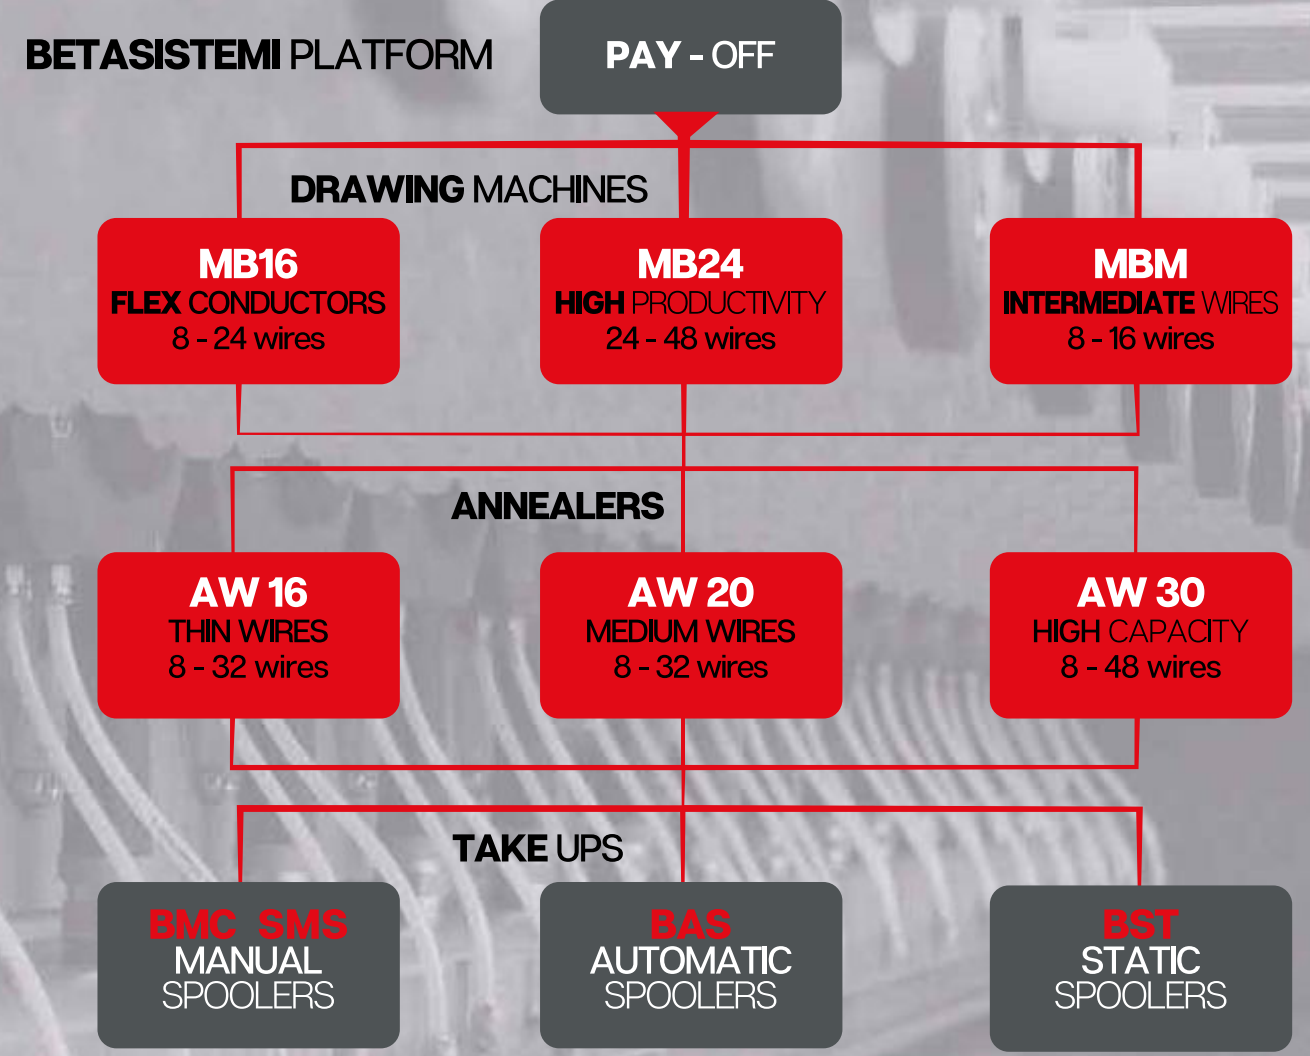 BETASISTEMI PLATFORM
PAY - OFF
DRAWING MACHINES
MB16
FLEX CONDUCTORS
8 - 24 wires
MB24
HIGH PRODUCTIVITY
24 - 48 wires
MBM
INTERMEDIATE WIRES
8 - 16 wires
ANNEALERS
AW 16
THIN WIRES
8 - 32 wires
AW 20
MEDIUM WIRES
8 - 32 wires
AW 30
HIGH CAPACITY
8 - 48 wires
TAKE UPS
BMC SMS
MANUAL
SPOOLERS
BAS
AUTOMATIC
SPOOLERS
BST
STATIC
SPOOLERS